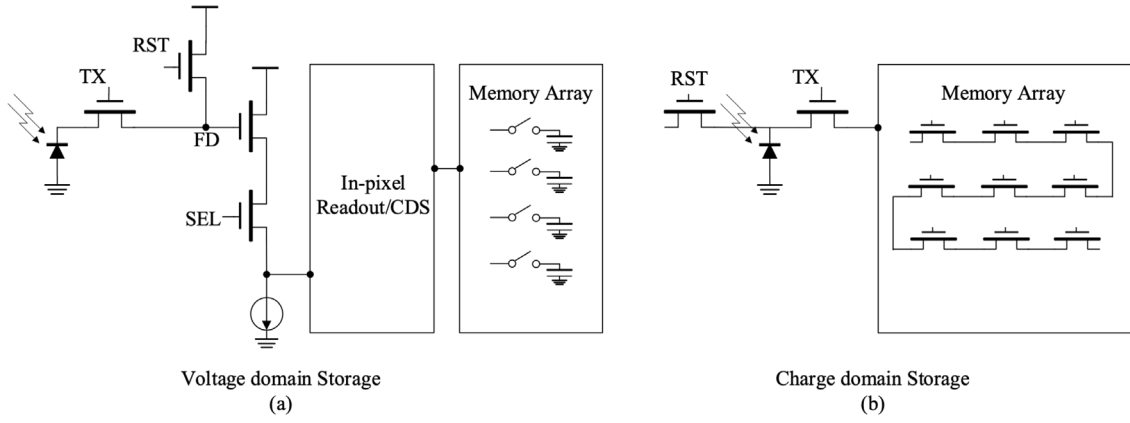 RST
TX
FD
SEL
In-pixel
Readout/CDS
Memory Array
Voltage domain Storage
(a)
RST
TX
Memory Array
Charge domain Storage
(b)